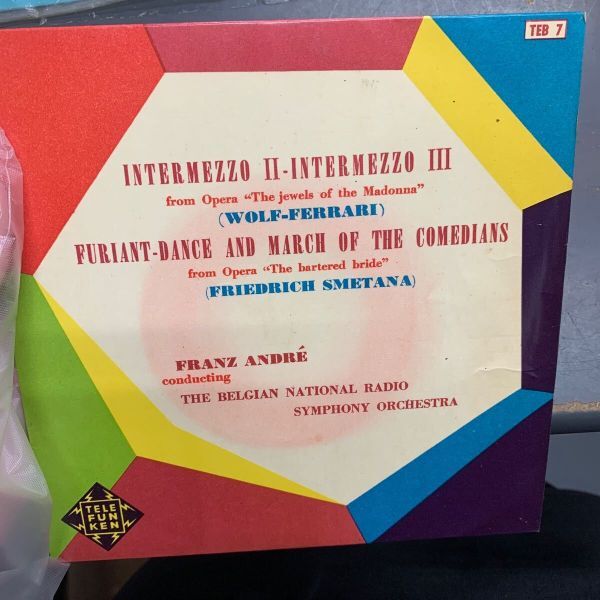 TEB 7
INTERMEZZO II-INTERMEZZO III
from Opera "The jewels of the Madonna"
(WOLF-FERRARI)
FURIANT-DANCE AND MARCH OF THE COMEDIANS
from Opera "The bartered bride"
(FRIEDRICH SMETANA)
FRANZ ANDRÉ
conducting
THE BELGIAN NATIONAL RADIO
SYMPHONY ORCHESTRA
TELE
FUN
KEN